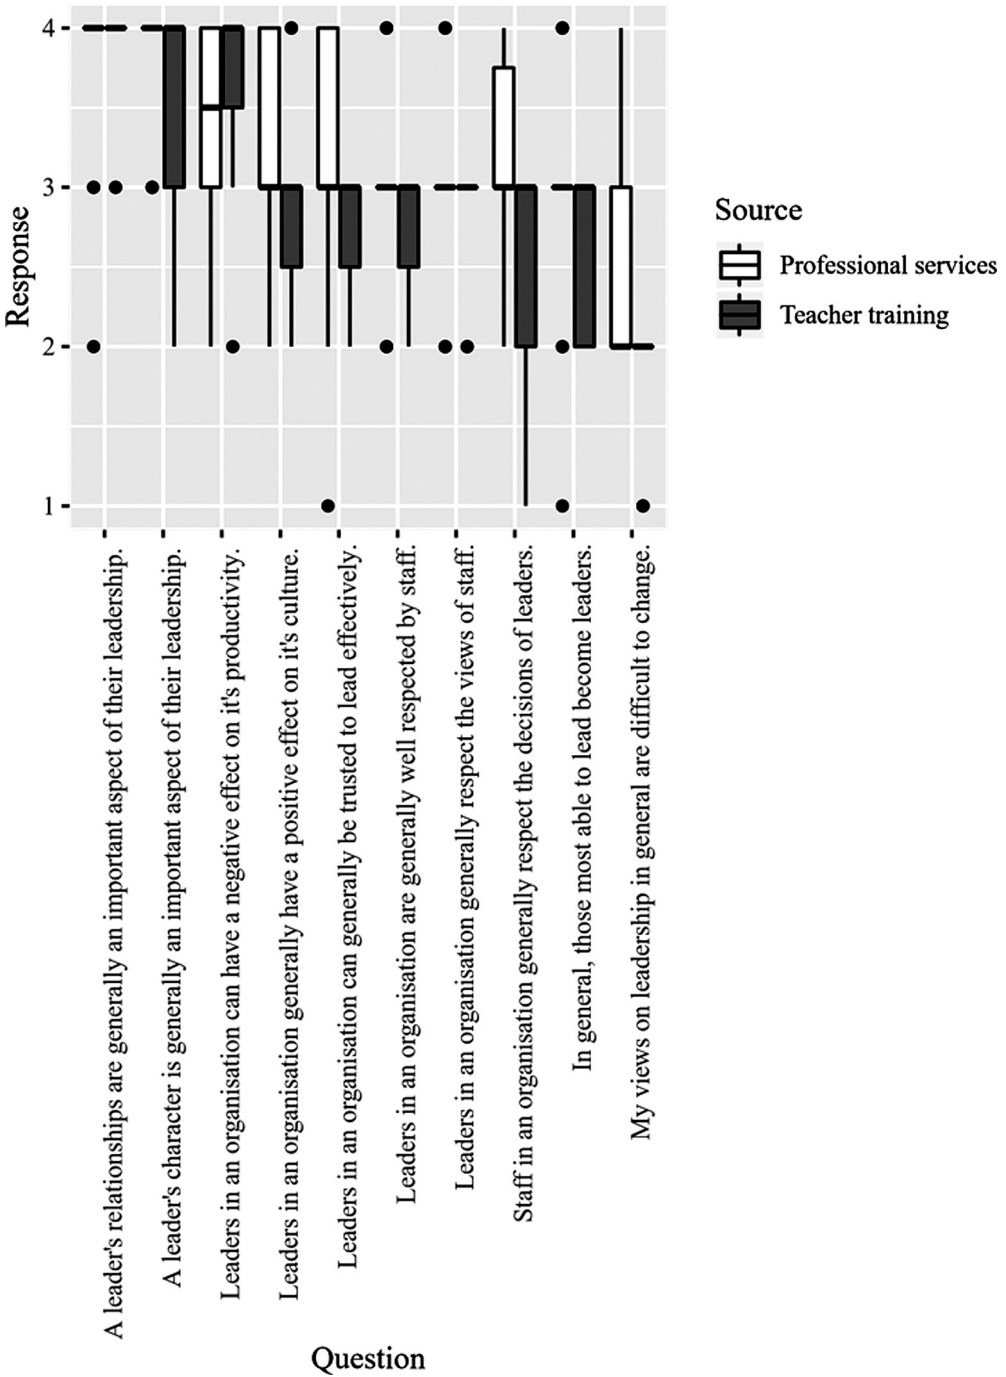 4
3
2
1
Response
A leader's relationships are generally an important aspect of their leadership.
A leader's character is generally an important aspect of their leadership.
Leaders in an organisation can have a negative effect on it's productivity.
Leaders in an organisation generally have a positive effect on it's culture.
Leaders in an organisation can generally be trusted to lead effectively.
Leaders in an organisation are generally well respected by staff.
Leaders in an organisation generally respect the views of staff.
Staff in an organisation generally respect the decisions of leaders.
In general, those most able to lead become leaders.
My views on leadership in general are difficult to change.
Question
Source
Professional services
Teacher training